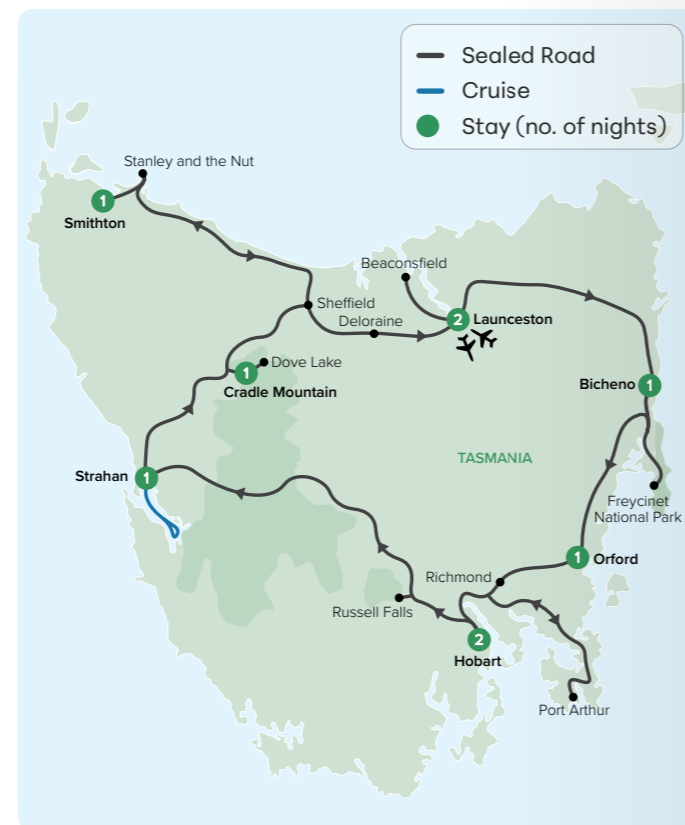 Sealed Road
Cruise
Stay (no. of nights)
Stanley and the Nut
1
Smithton
Beaconsfield
Sheffield
Deloraine
2
Launceston
Dove Lake
1
Cradle Mountain
Bicheno
1
TASMANIA
Strahan
1
Freycinet
National Park
1
Orford
Richmond
Russell Falls
2
Hobart
Port Arthur